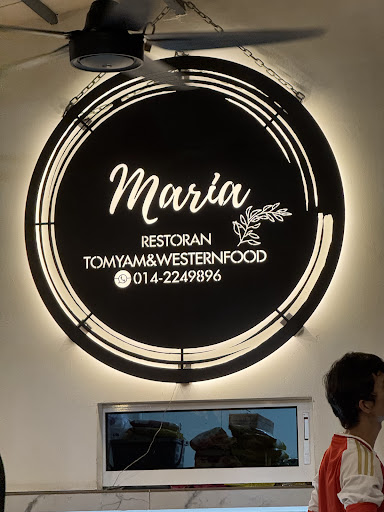 Maria
RESTORAN
TOMYAM&WESTERNFOOD
014-2249896